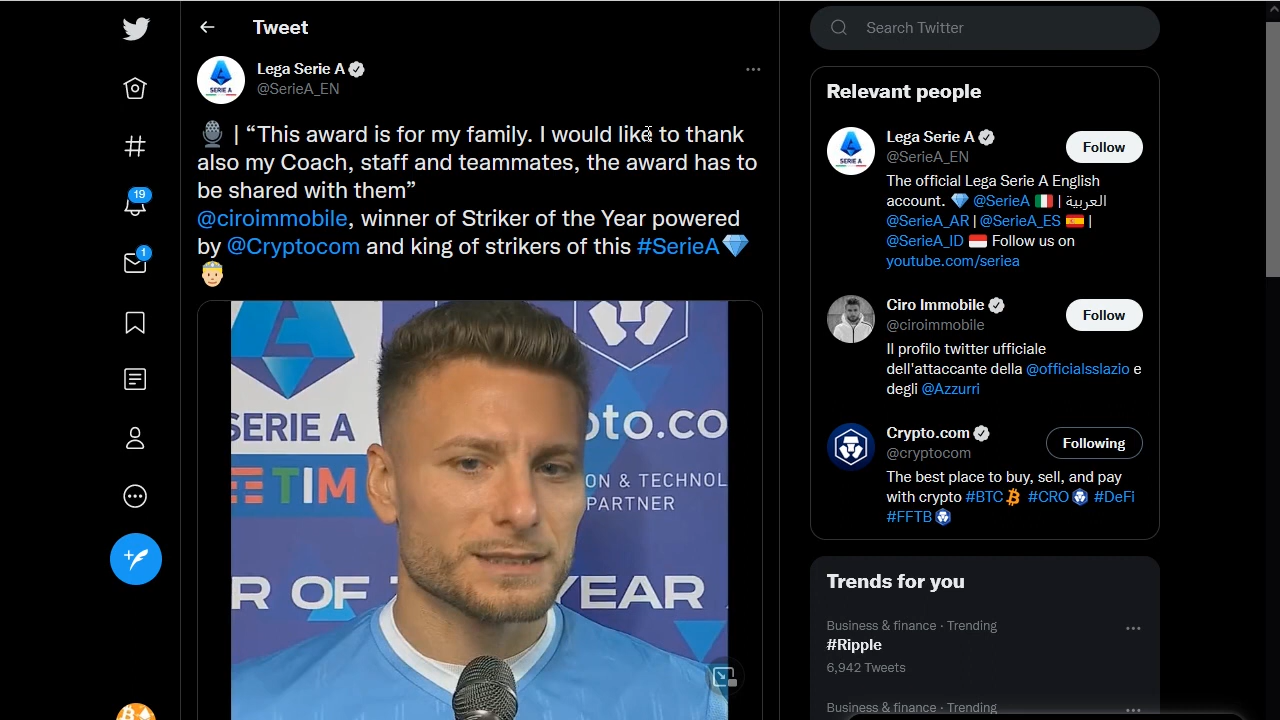 Tweet
Lega Serie A
@SerieA_EN
SERIE A
| “This award is for my family. I would like to thank
also my Coach, staff and teammates, the award has to
be shared with them”
@ciroimmobile, winner of Striker of the Year powered
by @Cryptocom and king of strikers of this #SerieA
SERIE A
TIM
pto.co
ON & TECHNOL
PARTNER
R OF
YEAR
19
1
Search Twitter
Relevant people
SERIE A
Lega Serie A
@SerieA_EN
Follow
The official Lega Serie A English
account. @SerieA | العربية
@SerieA_AR | @SerieA_ES |
@SerieA_ID Follow us on
youtube.com/seriea
Ciro Immobile
@ciroimmobile
Follow
Il profilo twitter ufficiale
dell'attaccante della @officialsslazio e
degli @Azzurri
Crypto.com
@cryptocom
Following
The best place to buy, sell, and pay
with crypto #BTC #CRO #DeFi
#FFTB
Trends for you
Business & finance · Trending
#Ripple
6,942 Tweets
Business & finance · Trending